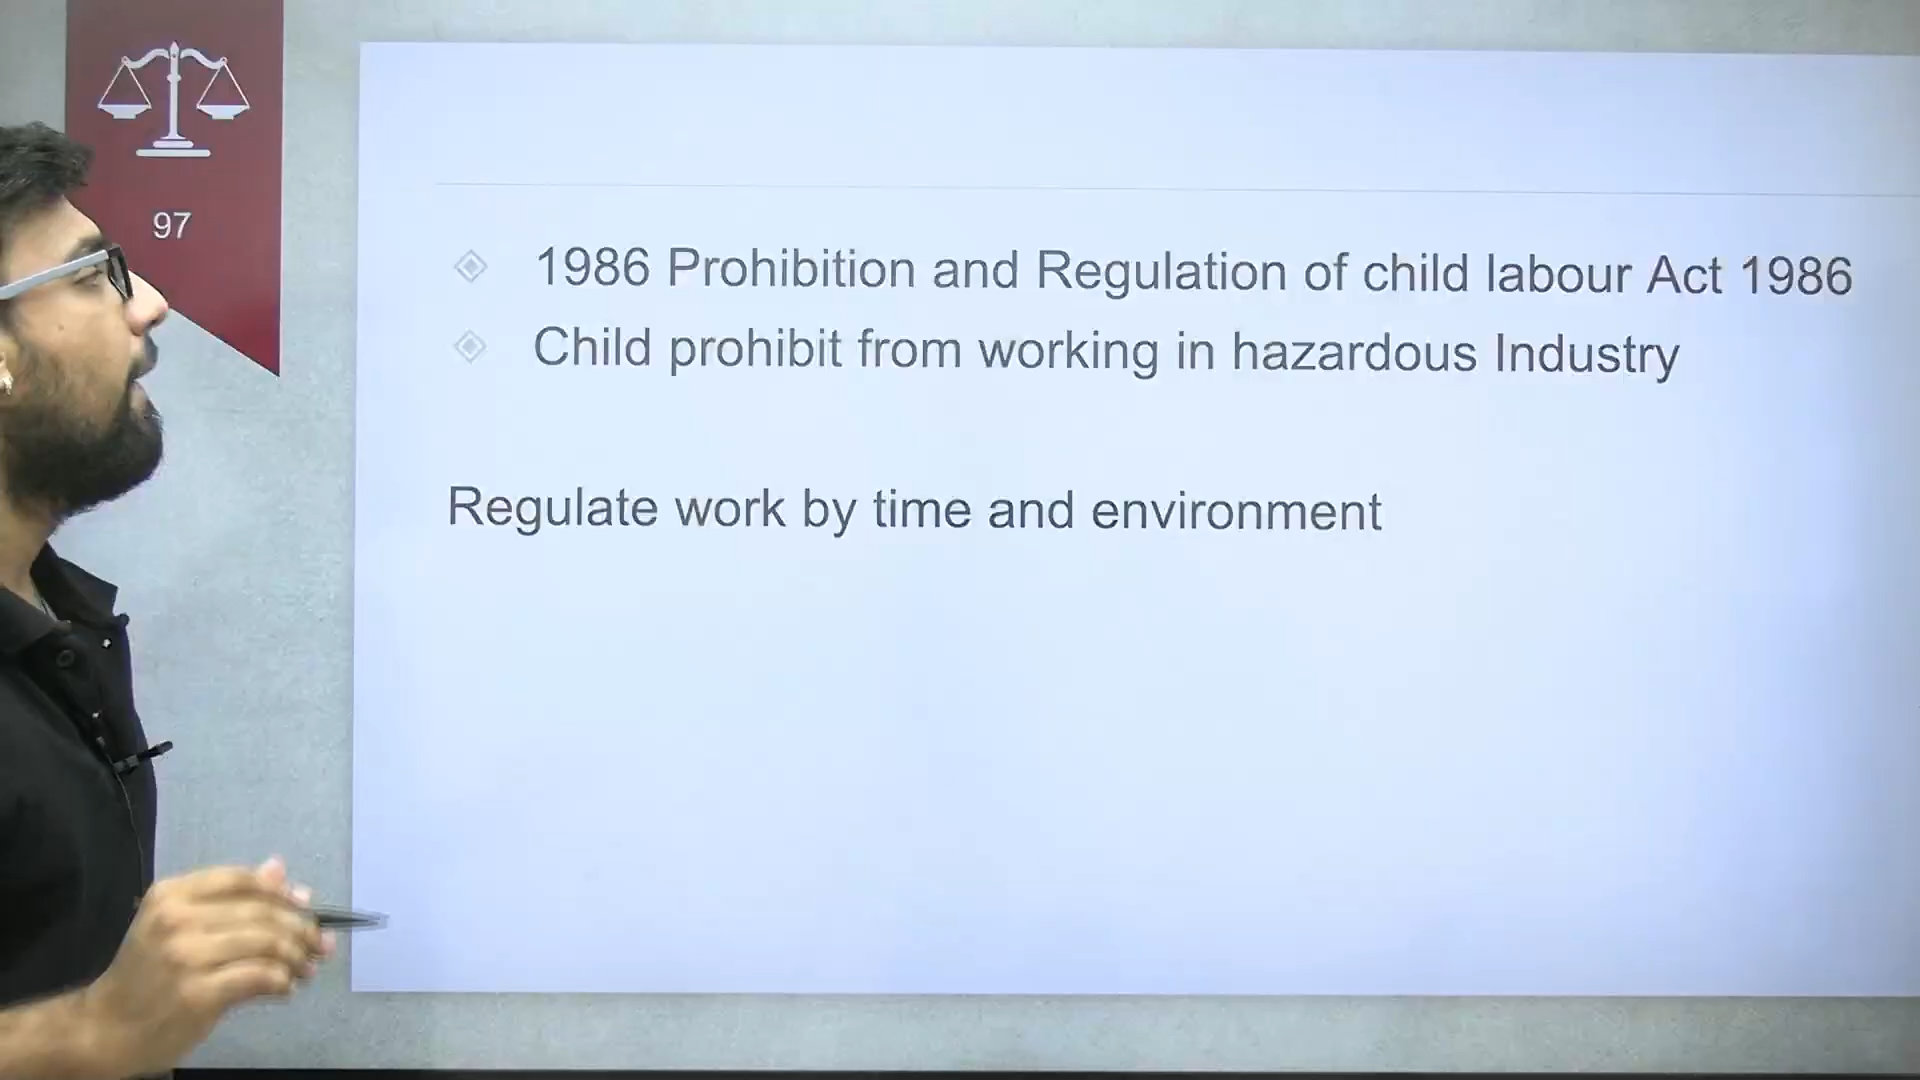 97
1986 Prohibition and Regulation of child labour Act 1986
Child prohibit from working in hazardous Industry
Regulate work by time and environment